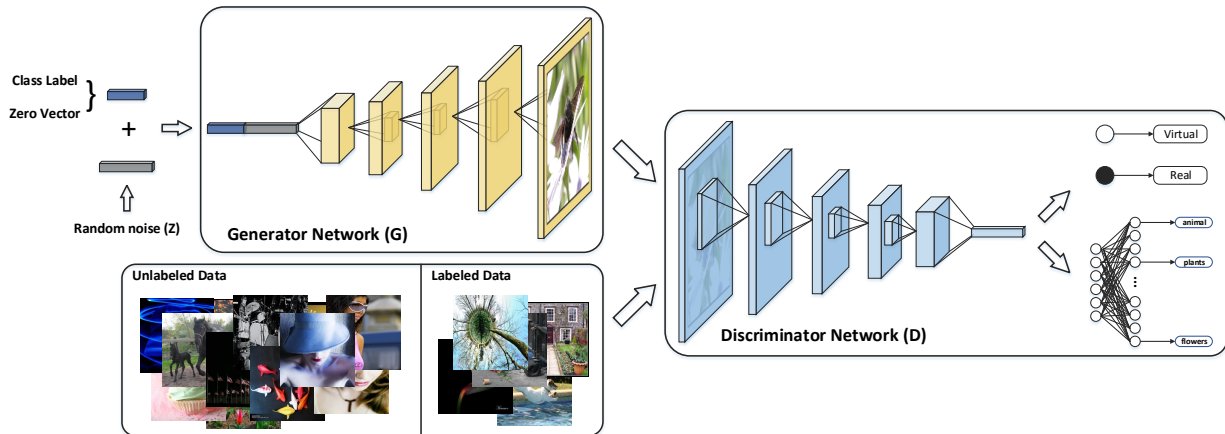 Class Label
Zero Vector
}
+
Random noise (Z)
Generator Network (G)
Unlabeled Data
Labeled Data
Discriminator Network (D)
Virtual
Real
animal
plants
...
flowers